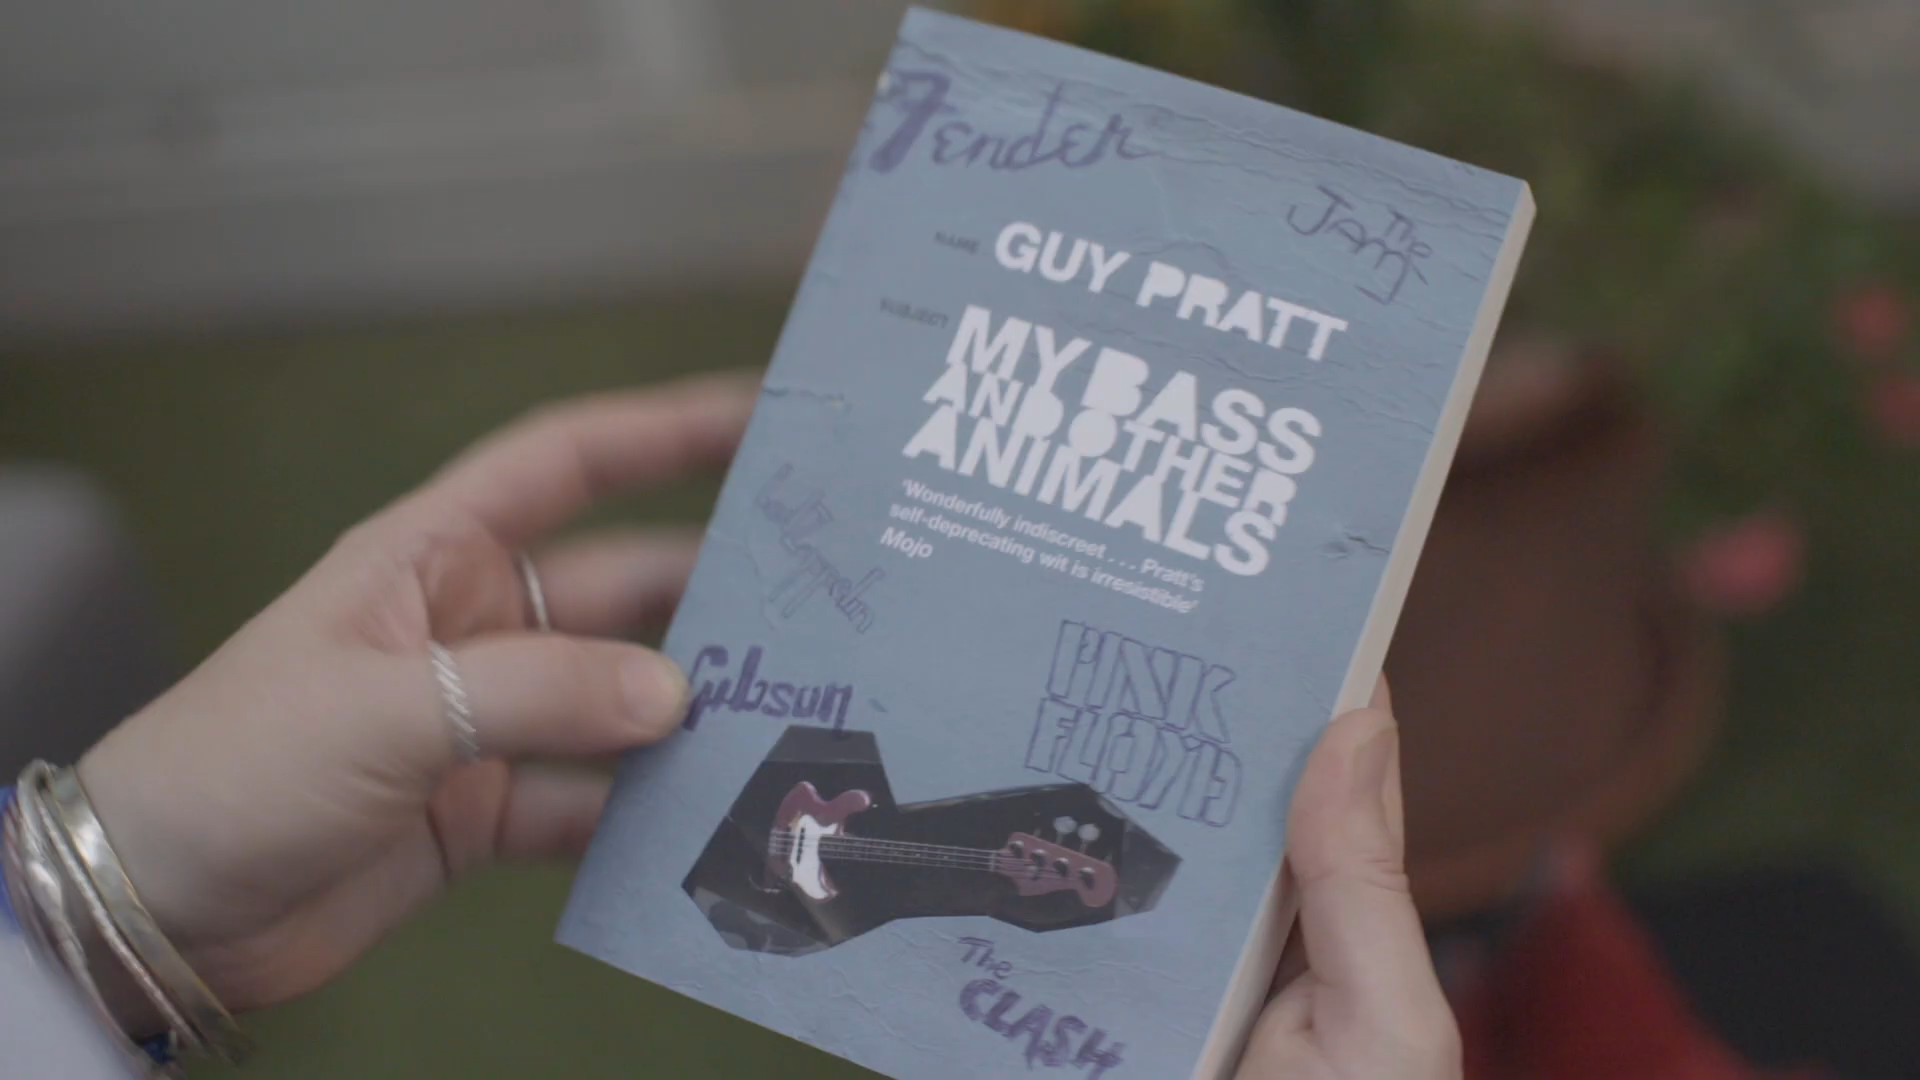 Fender
The
Jam
NAME GUY PRATT
SUBJECT MY BASS
AND OTHER
ANIMALS
'Wonderfully indiscreet . . . Pratt's
self-deprecating wit is irresistible'
Mojo
Led Zeppelin
Gibson
PINK
FLOYD
The
CLASH